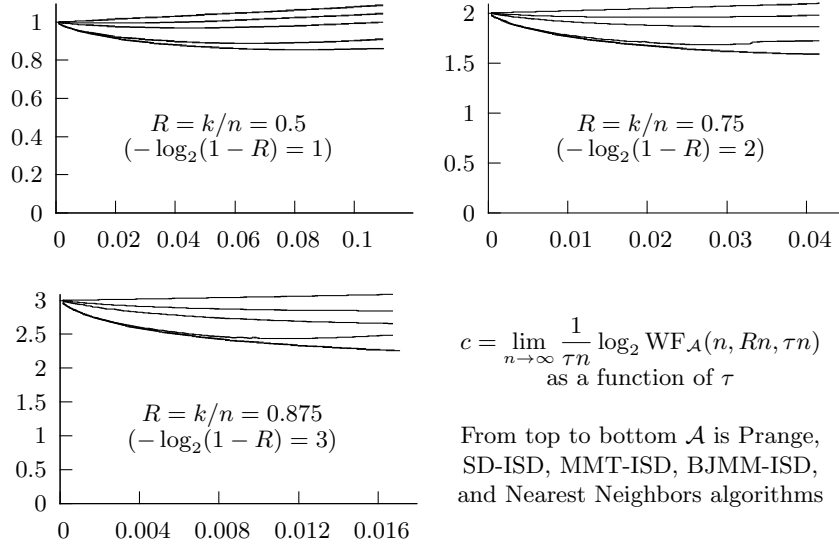 1
0.8
0.6
0.4
0.2
0
0 0.02 0.04 0.06 0.08 0.1
R = k/n = 0.5
(− log₂(1 − R) = 1)
2
1.5
1
0.5
0
0 0.01 0.02 0.03 0.04
R = k/n = 0.75
(− log₂(1 − R) = 2)
3
2.5
2
1.5
1
0.5
0
0 0.004 0.008 0.012 0.016
R = k/n = 0.875
(− log₂(1 − R) = 3)
c = lim n→∞ 1/τn log₂ WF_𝒜(n, Rn, τn)
as a function of τ
From top to bottom 𝒜 is Prange,
SD-ISD, MMT-ISD, BJMM-ISD,
and Nearest Neighbors algorithms